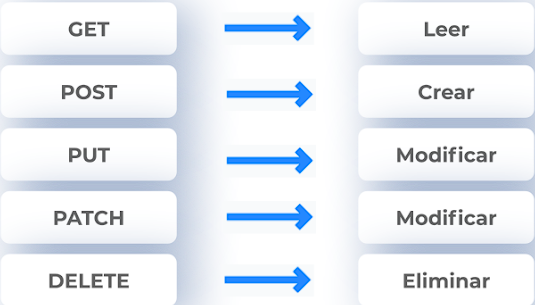 GET Leer
POST Crear
PUT Modificar
PATCH Modificar
DELETE Eliminar